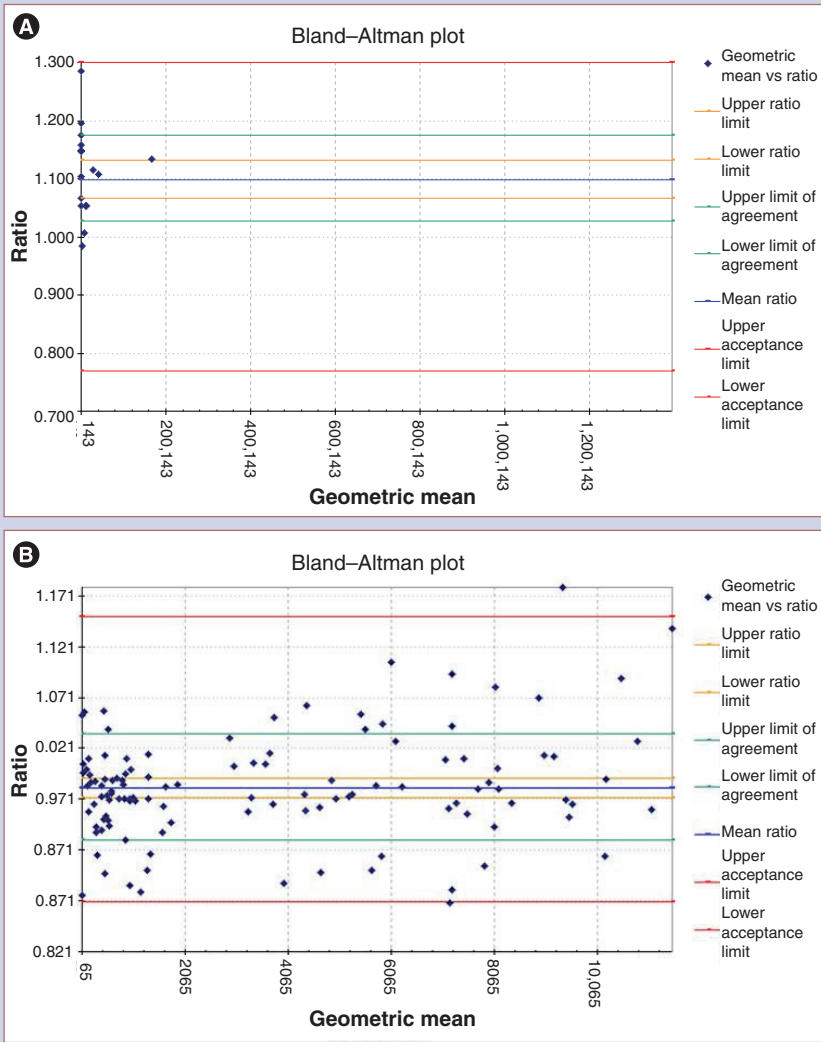 A
Bland–Altman plot
1.300
1.200
1.100
1.000
0.900
0.800
0.700
Ratio
143
200,143
400,143
600,143
800,143
1,000,143
1,200,143
Geometric mean
Geometric
mean vs ratio
Upper ratio
limit
Lower ratio
limit
Upper limit of
agreement
Lower limit of
agreement
Mean ratio
Upper
acceptance
limit
Lower
acceptance
limit
B
Bland–Altman plot
1.171
1.121
1.071
0.021
0.971
0.871
0.871
0.821
Ratio
65
2065
4065
6065
8065
10,065
Geometric mean
Geometric
mean vs ratio
Upper ratio
limit
Lower ratio
limit
Upper limit of
agreement
Lower limit of
agreement
Mean ratio
Upper
acceptance
limit
Lower
acceptance
limit